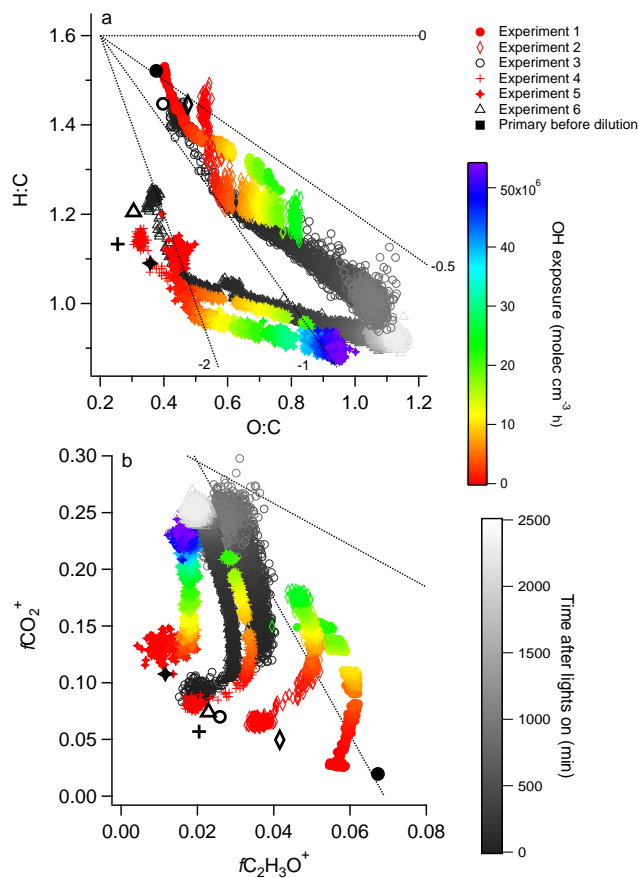 a
1.6
1.4
1.2
1.0
H:C
0
-0.5
-1
-2
0.2
0.4
0.6
0.8
1.0
1.2
O:C
Experiment 1
Experiment 2
Experiment 3
Experiment 4
Experiment 5
Experiment 6
Primary before dilution
50x10⁶
40
30
20
10
0
OH exposure (molec cm⁻³ h)
b
0.30
0.25
0.20
0.15
0.10
0.05
0.00
fCO₂⁺
0.00
0.02
0.04
0.06
0.08
fC₂H₃O⁺
2500
2000
1500
1000
500
0
Time after lights on (min)